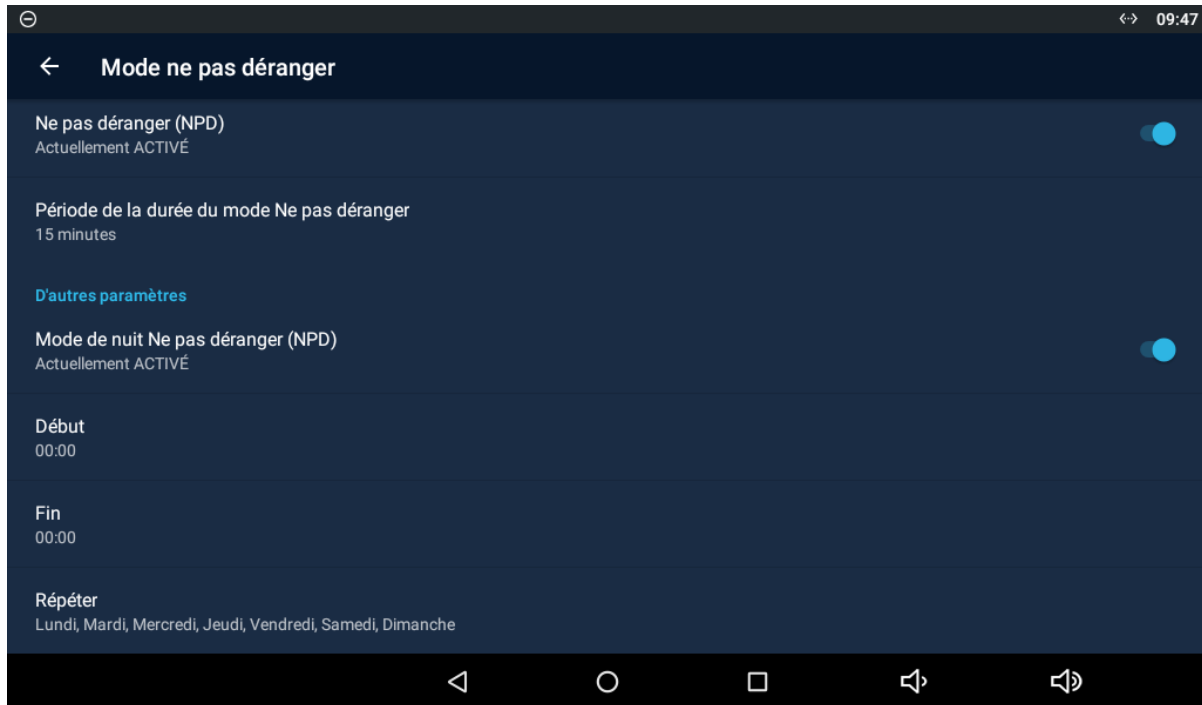 09:47
Mode ne pas déranger
Ne pas déranger (NPD)
Actuellement ACTIVÉ
Période de la durée du mode Ne pas déranger
15 minutes
D'autres paramètres
Mode de nuit Ne pas déranger (NPD)
Actuellement ACTIVÉ
Début
00:00
Fin
00:00
Répéter
Lundi, Mardi, Mercredi, Jeudi, Vendredi, Samedi, Dimanche